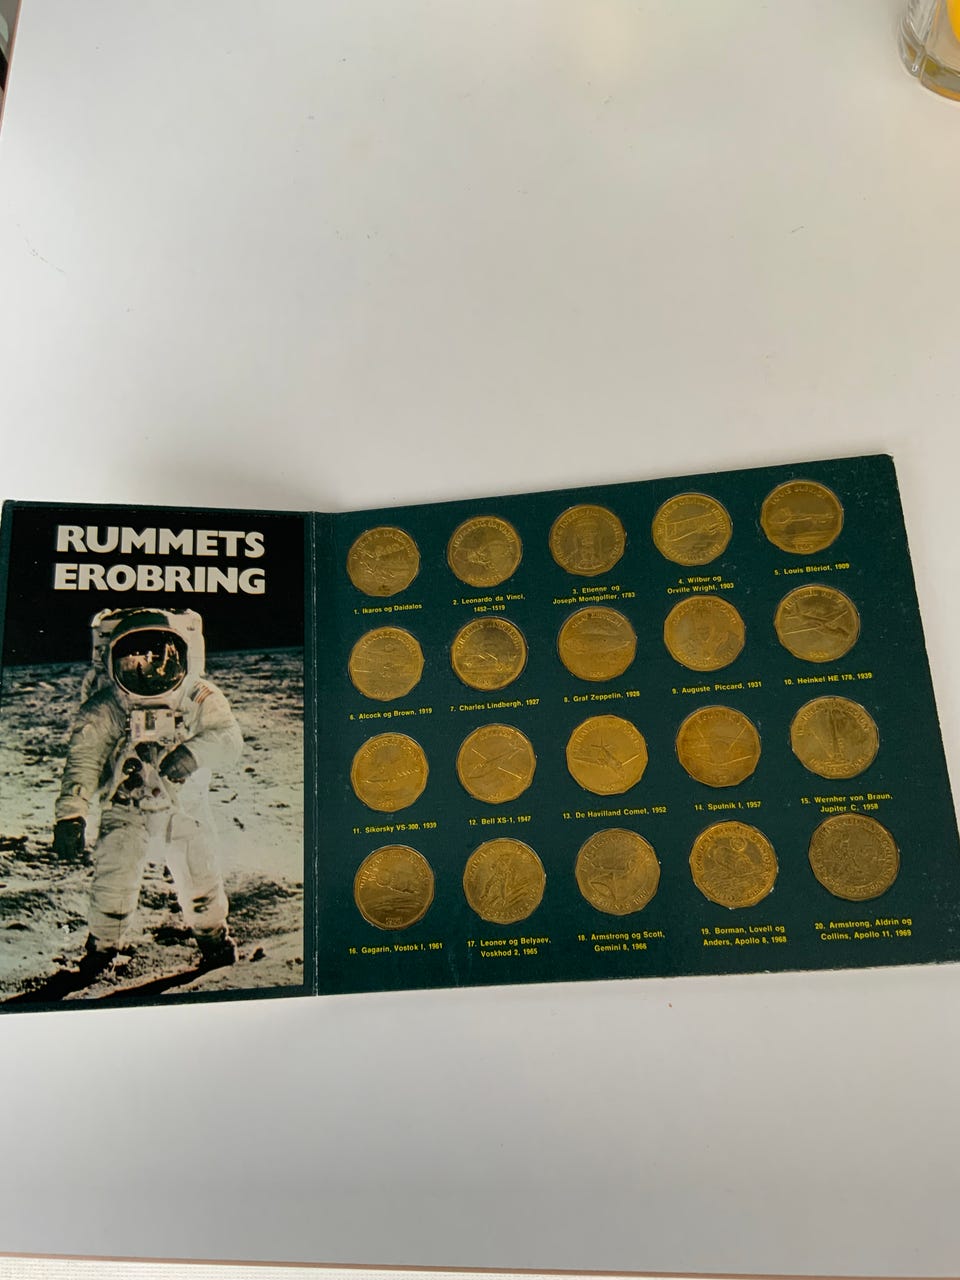 RUMMETS
EROBRING
1. Ikaros og Daidalos
2. Leonardo da Vinci,
1452—1519
3. Etienne og
Joseph Montgolfier, 1783
4. Wilbur og
Orville Wright, 1903
5. Louis Blériot, 1909
6. Alcock og Brown, 1919
7. Charles Lindbergh, 1927
8. Graf Zeppelin, 1928
9. Auguste Piccard, 1931
10. Heinkel HE 178, 1939
11. Sikorsky VS-300, 1939
12. Bell XS-1, 1947
13. De Havilland Comet, 1952
14. Sputnik I, 1957
15. Wernher von Braun,
Jupiter C, 1958
16. Gagarin, Vostok I, 1961
17. Leonov og Belyaev,
Voskhod 2, 1965
18. Armstrong og Scott,
Gemini 8, 1966
19. Borman, Lovell og
Anders, Apollo 8, 1968
20. Armstrong, Aldrin og
Collins, Apollo 11, 1969